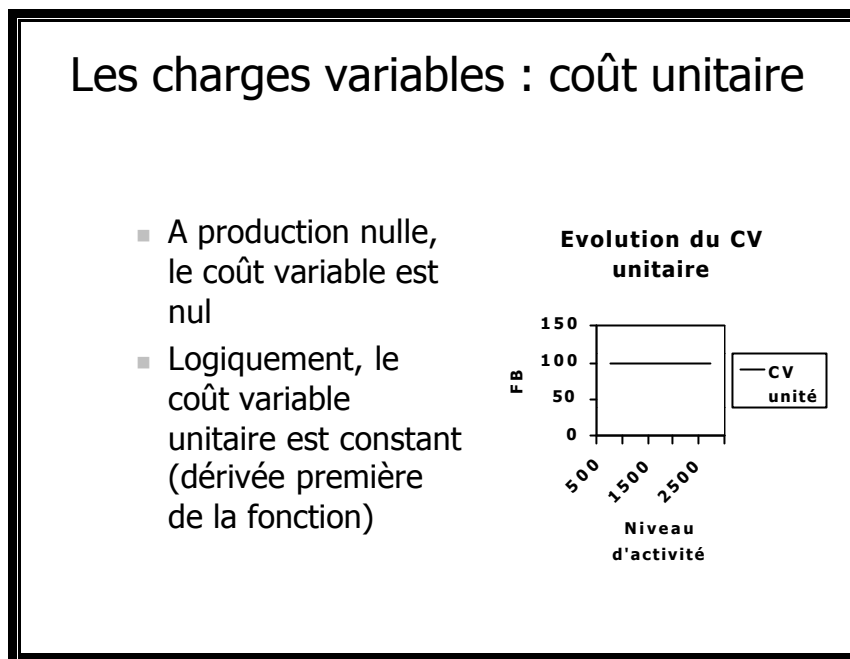 Les charges variables : coût unitaire
A production nulle,
le coût variable est
nul
Logiquement, le
coût variable
unitaire est constant
(dérivée première
de la fonction)
Evolution du CV
unitaire
150
100
50
0
FB
500
1500
2500
Niveau
d'activité
CV
unité